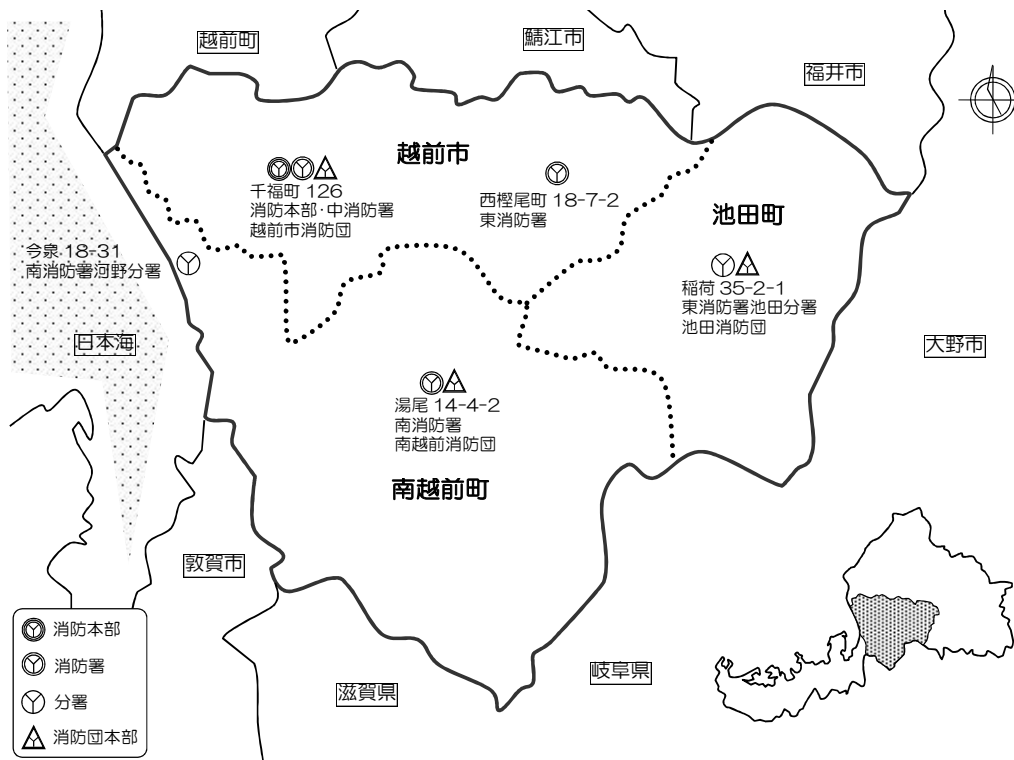 越前町
鯖江市
福井市
越前市
千福町 126
消防本部・中消防署
越前市消防団
西樫尾町 18-7-2
東消防署
池田町
今泉 18-31
南消防署河野分署
稲荷 35-2-1
東消防署池田分署
池田消防団
日本海
大野市
湯尾 14-4-2
南消防署
南越前消防団
南越前町
敦賀市
滋賀県
岐阜県
消防本部
消防署
分署
消防団本部